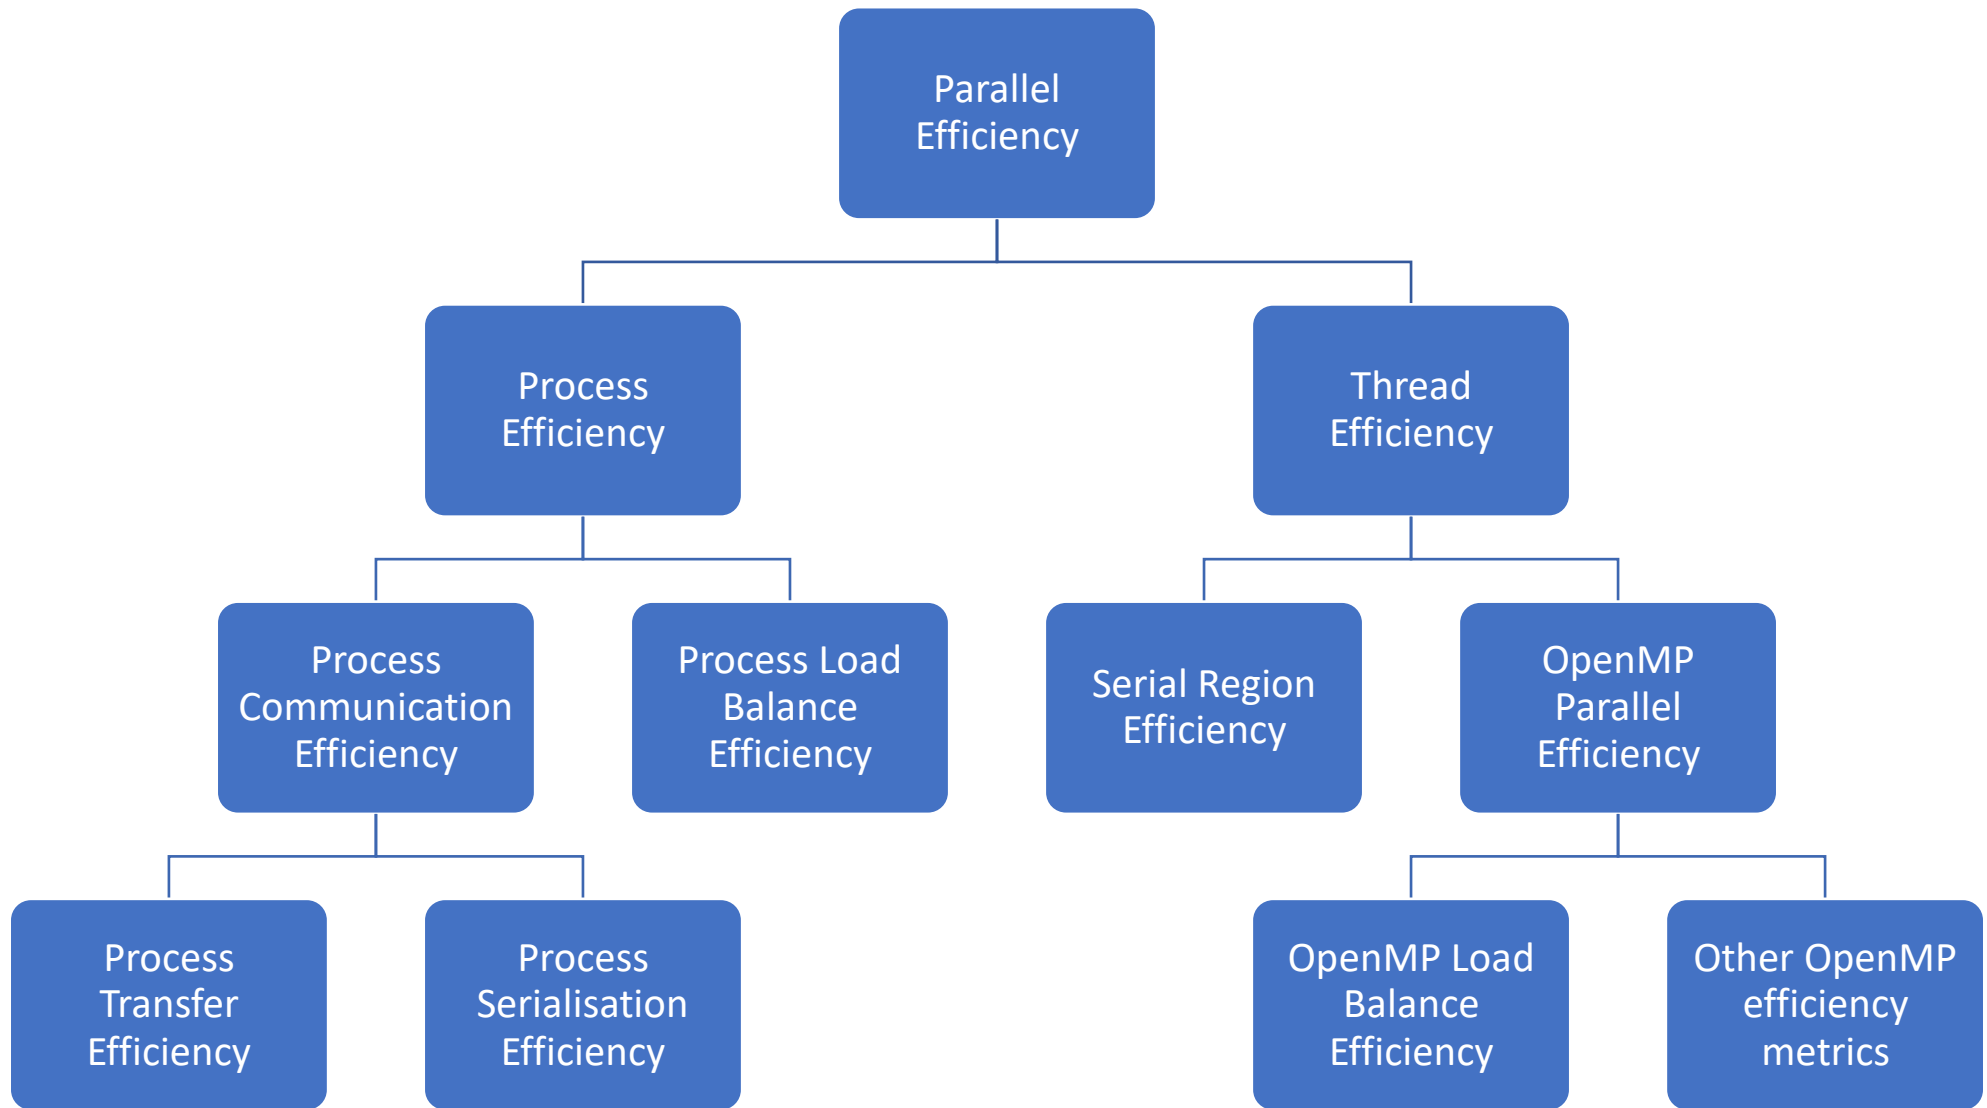 Parallel
Efficiency
Process
Efficiency
Thread
Efficiency
Process
Communication
Efficiency
Process Load
Balance
Efficiency
Serial Region
Efficiency
OpenMP
Parallel
Efficiency
Process
Transfer
Efficiency
Process
Serialisation
Efficiency
OpenMP Load
Balance
Efficiency
Other OpenMP
efficiency
metrics